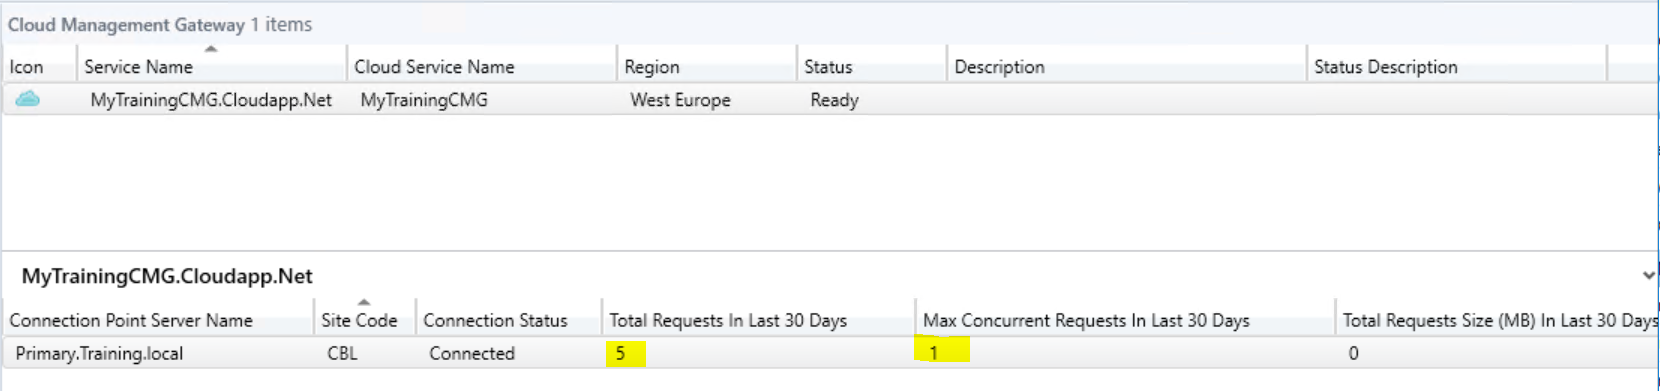 Cloud Management Gateway 1 items
Icon Service Name Cloud Service Name Region Status Description Status Description
MyTrainingCMG.Cloudapp.Net MyTrainingCMG West Europe Ready
MyTrainingCMG.Cloudapp.Net
Connection Point Server Name Site Code Connection Status Total Requests In Last 30 Days Max Concurrent Requests In Last 30 Days Total Requests Size (MB) In Last 30 Days
Primary.Training.local CBL Connected 5 1 0